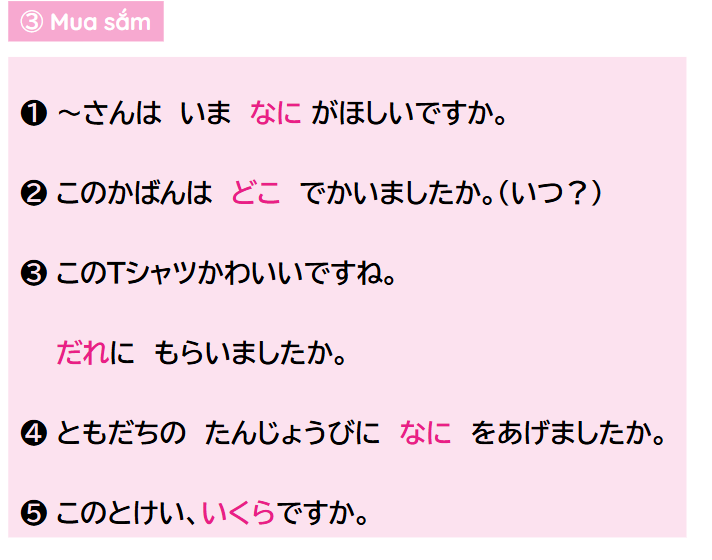 ③ Mua sắm
❶ ～さんは　いま　なに がほしいですか。
❷ このかばんは　どこ　でかいましたか。（いつ？）
❸ このTシャツかわいいですね。
だれに　もらいましたか。
❹ ともだちの　たんじょうびに　なに　をあげましたか。
❺ このとけい、いくらですか。